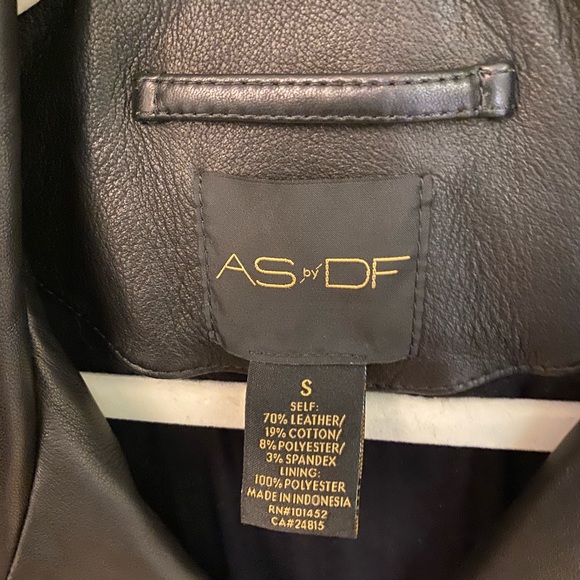 AS by DF
S
SELF:
70% LEATHER/
19% COTTON/
8% POLYESTER/
3% SPANDEX
LINING:
100% POLYESTER
MADE IN INDONESIA
RN#101452
CA#24815